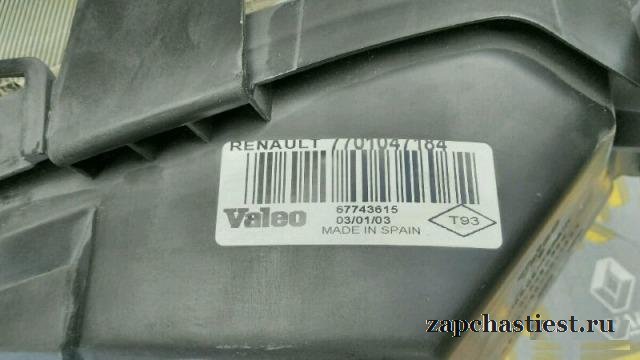 RENAULT 7701047184
Valeo
67743615
03/01/03
MADE IN SPAIN
T93
zapchastiest.ru